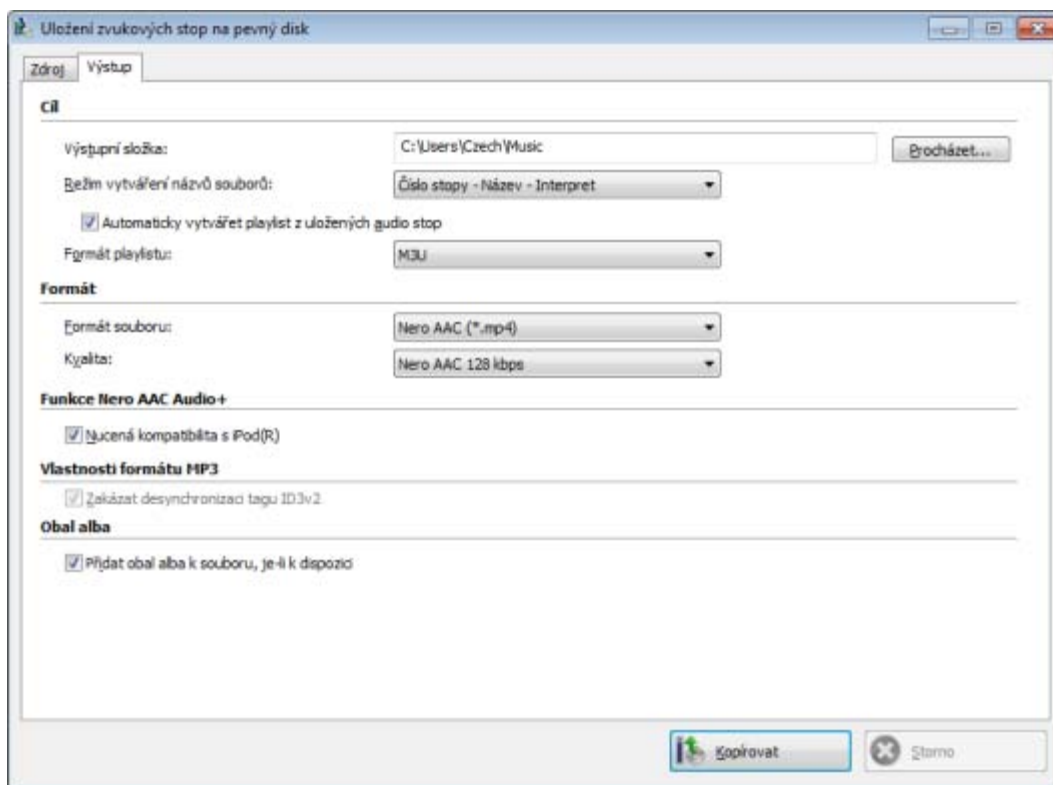 Uložení zvukových stop na pevný disk
Zdroj Výstup
Cíl
Výstupní složka: C:\Users\Czech\Music Procházet...
Režim vytváření názvů souborů: Číslo stopy - Název - Interpret
Automaticky vytvářet playlist z uložených audio stop
Formát playlistu: M3U
Formát
Formát souboru: Nero AAC (*.mp4)
Kvalita: Nero AAC 128 kbps
Funkce Nero AAC Audio+
Nucená kompatibilita s iPod(R)
Vlastnosti formátu MP3
Zakázat desynchronizaci tagu ID3v2
Obal alba
Přidat obal alba k souboru, je-li k dispozici
Kopírovat Storno